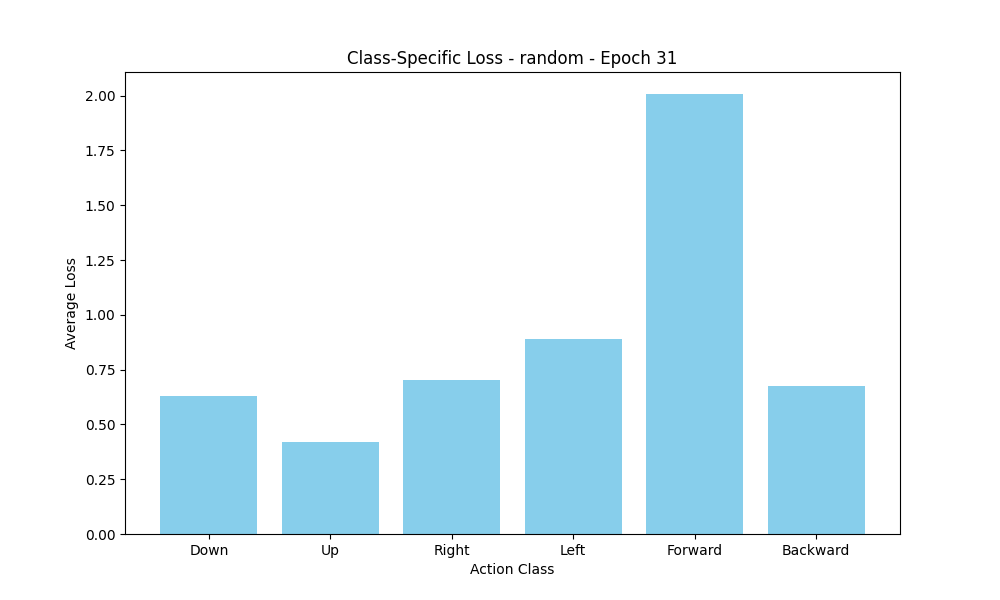 Class-Specific Loss - random - Epoch 31
2.00
1.75
1.50
1.25
1.00
0.75
0.50
0.25
0.00
Average Loss
Down Up Right Left Forward Backward
Action Class